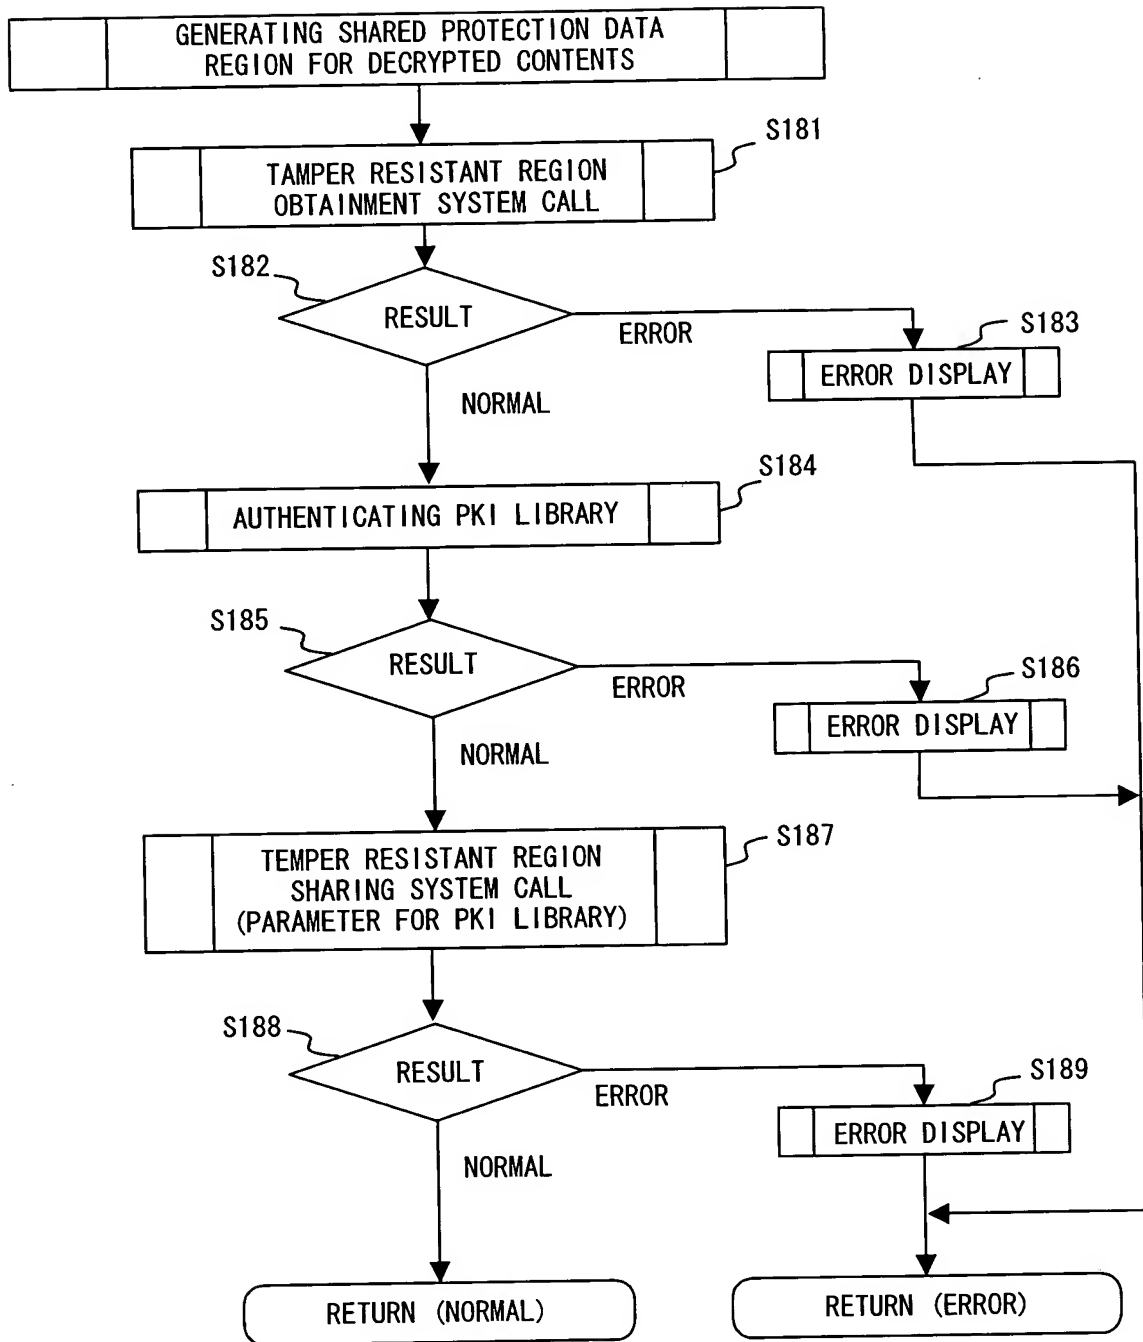 GENERATING SHARED PROTECTION DATA
REGION FOR DECRYPTED CONTENTS
S181
TAMPER RESISTANT REGION
OBTAINMENT SYSTEM CALL
S182
RESULT
ERROR
S183
ERROR DISPLAY
NORMAL
S184
AUTHENTICATING PKI LIBRARY
S185
RESULT
ERROR
S186
ERROR DISPLAY
NORMAL
S187
TEMPER RESISTANT REGION
SHARING SYSTEM CALL
(PARAMETER FOR PKI LIBRARY)
S188
RESULT
ERROR
S189
ERROR DISPLAY
NORMAL
RETURN (NORMAL)
RETURN (ERROR)